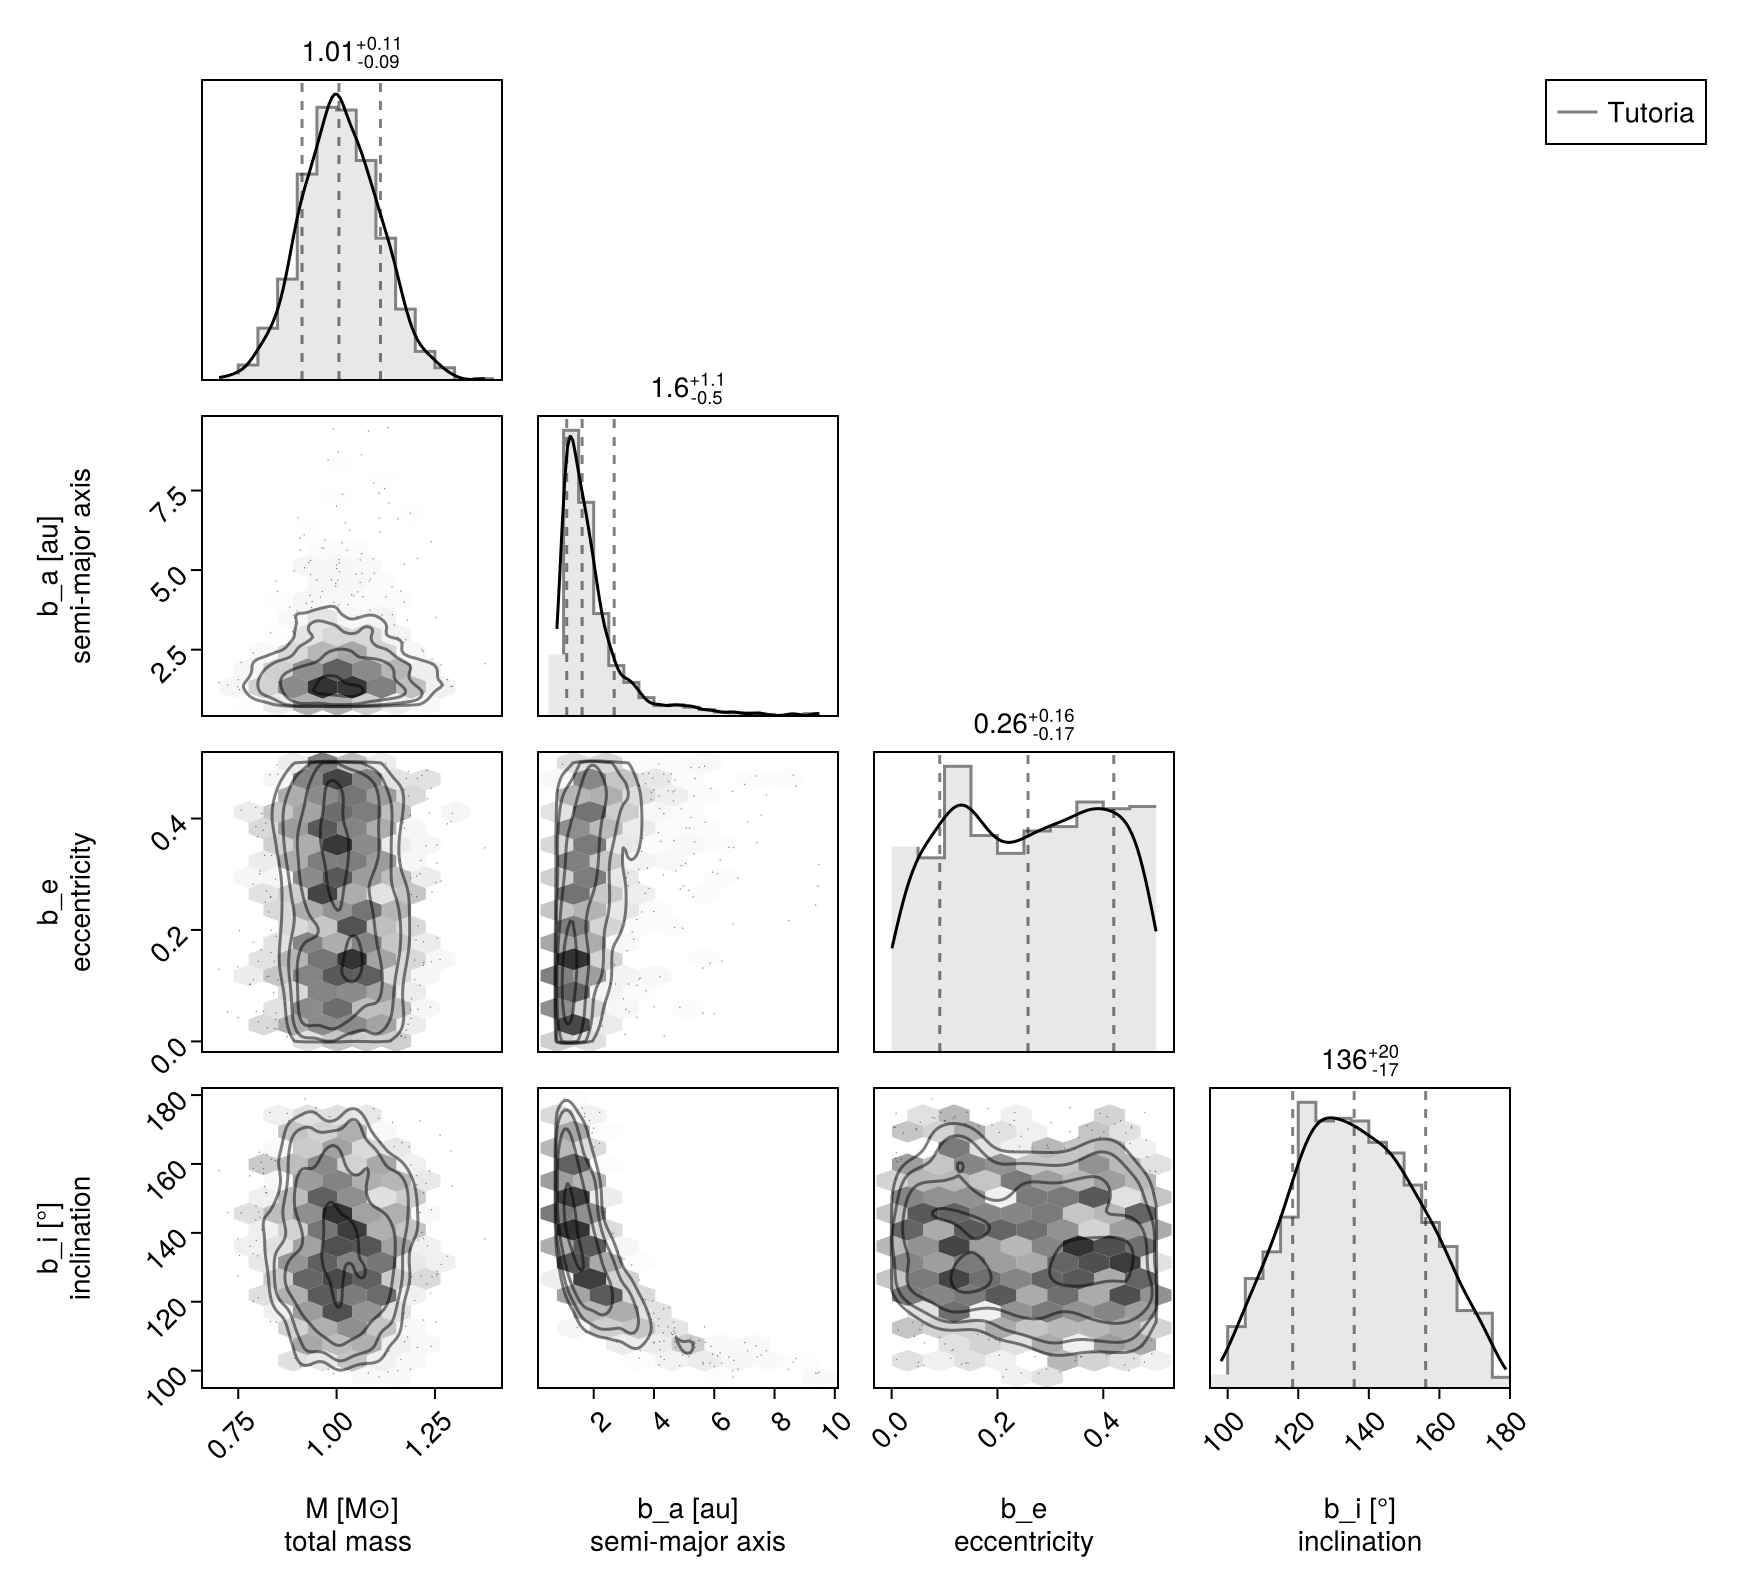 1.01+0.11-0.09
Tutoria
1.6+1.1-0.5
b_a [au]
semi-major axis
7.5
5.0
2.5
0.26+0.16-0.17
b_e
eccentricity
0.4
0.2
0.0
136+20-17
b_i [°]
inclination
180
160
140
120
100
0.75 1.00 1.25 2 4 6 8 10 0.0 0.2 0.4 100 120 140 160 180
M [M⊙] b_a [au] b_e b_i [°]
total mass semi-major axis eccentricity inclination